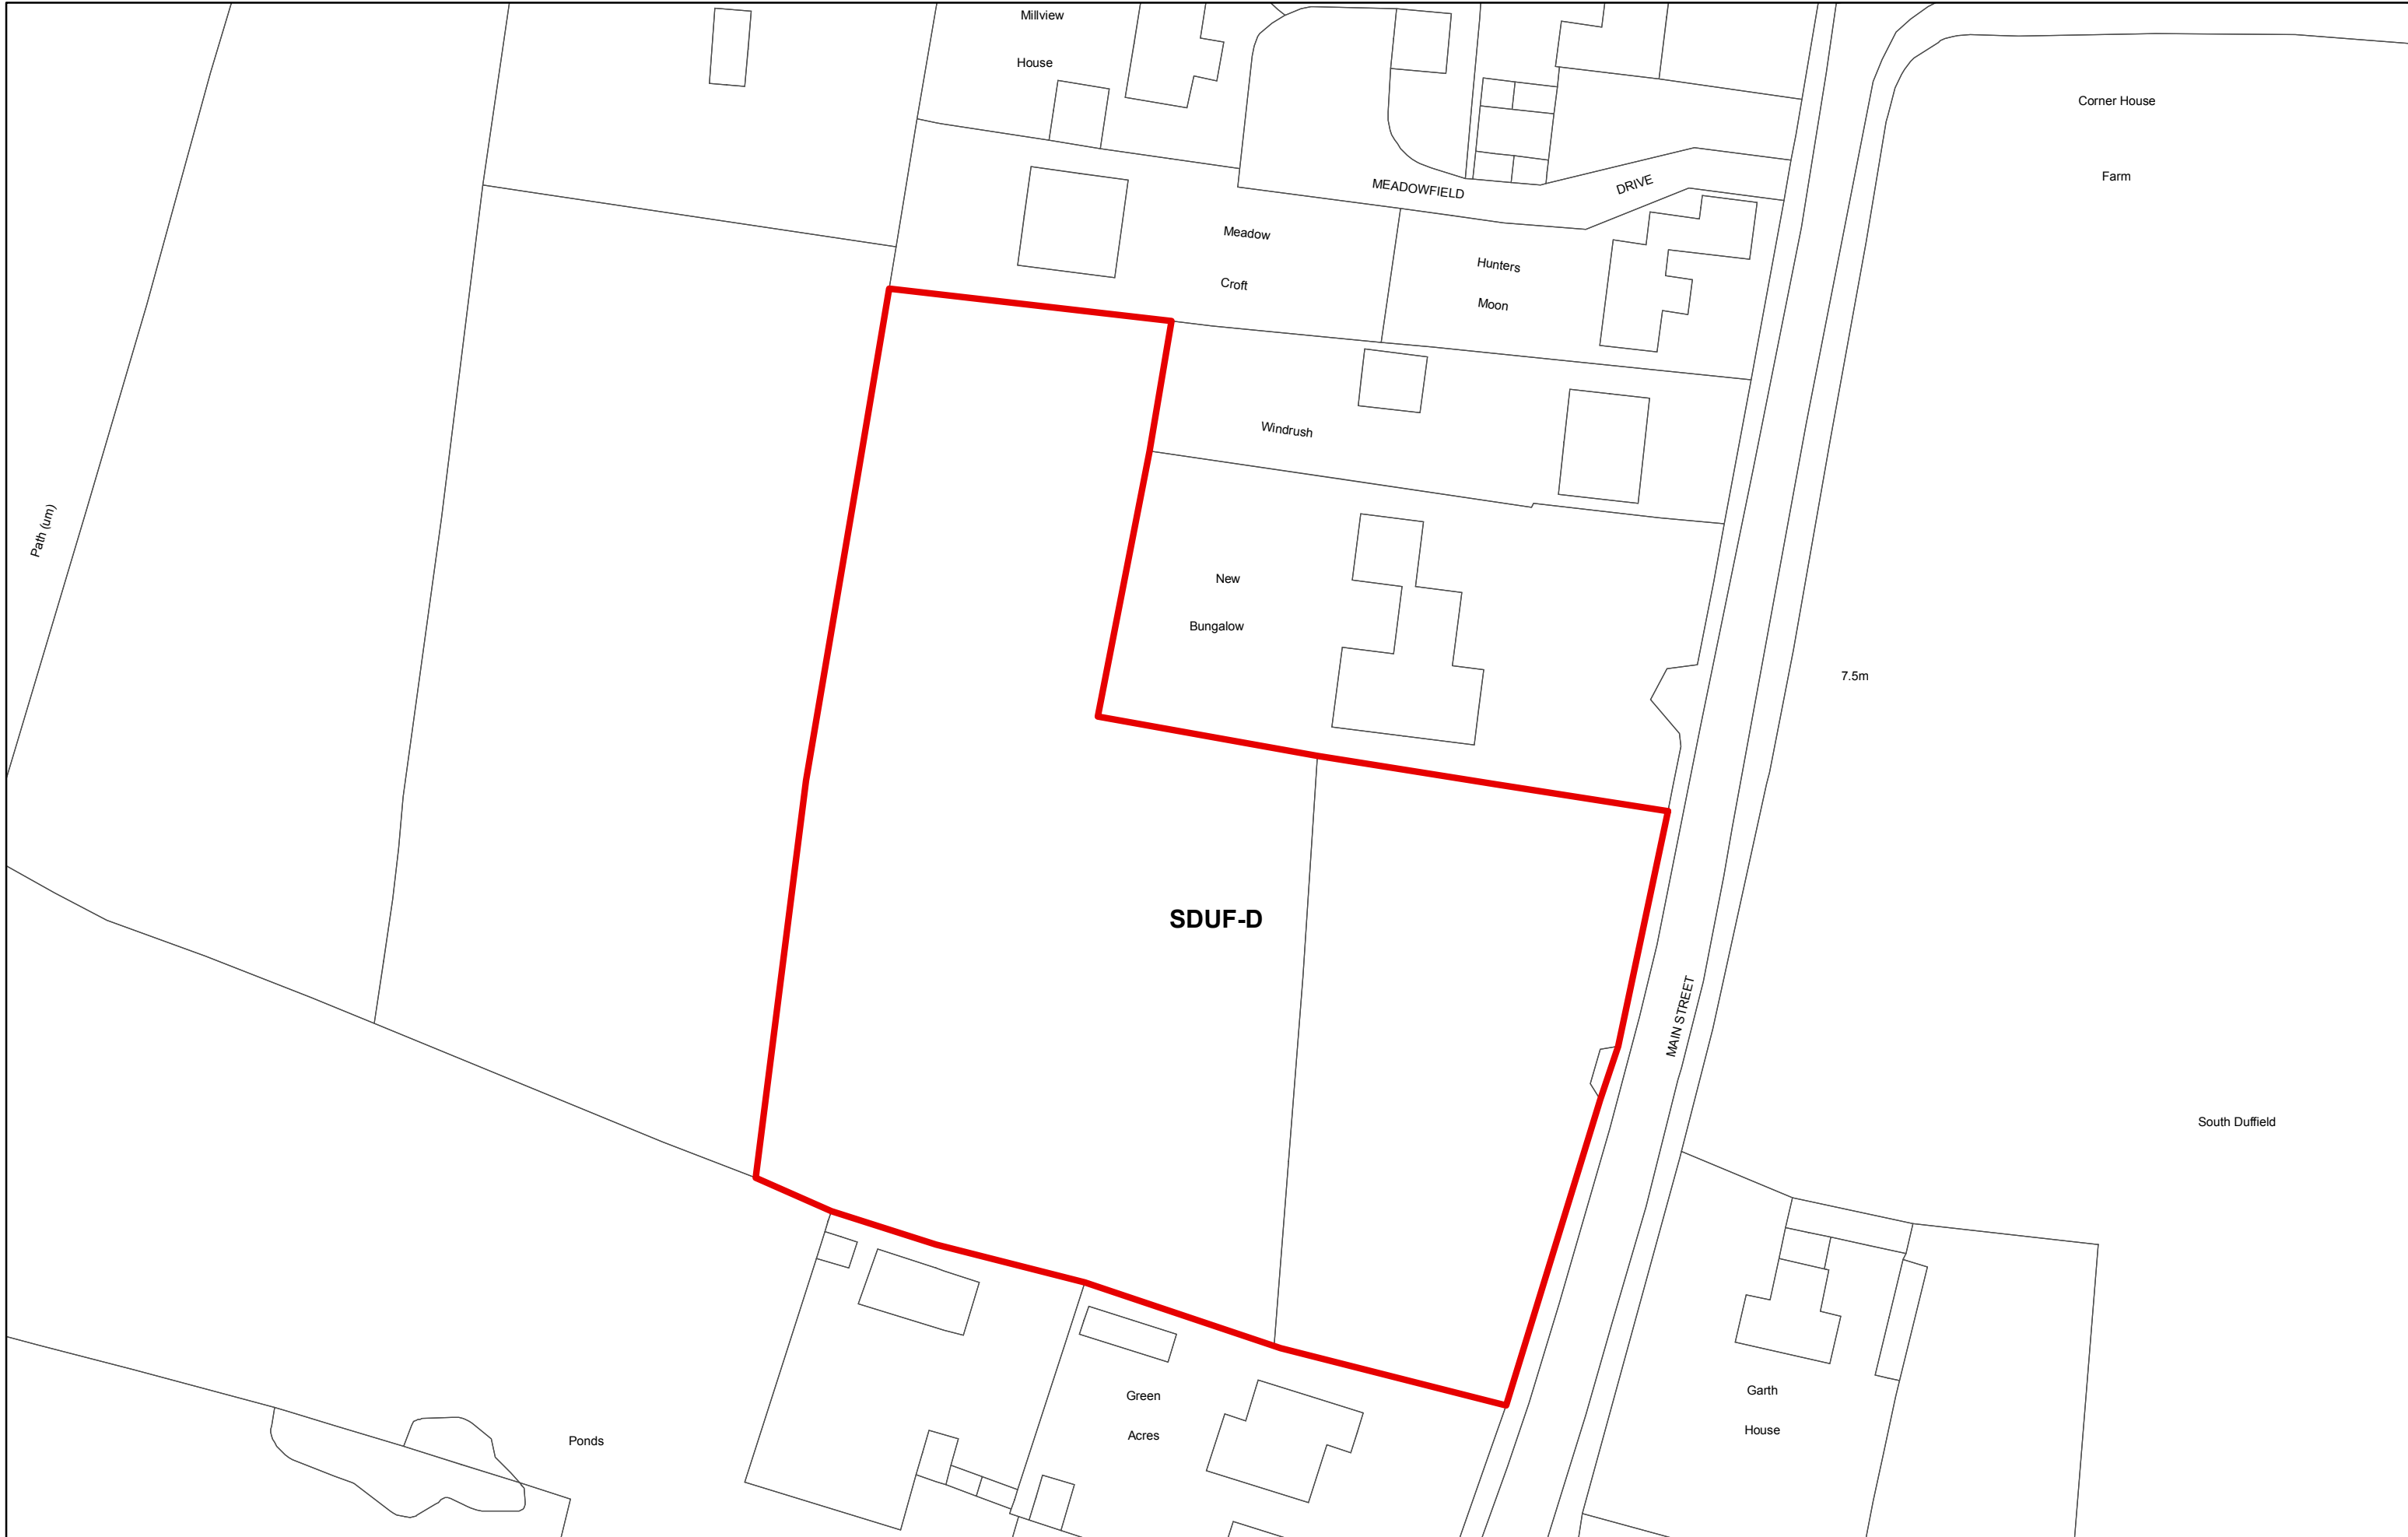 Millview
House
Corner House
Farm
MEADOWFIELD
DRIVE
Meadow
Croft
Hunters
Moon
Windrush
Path (um)
New
Bungalow
7.5m
SDUF-D
MAIN STREET
South Duffield
Green
Acres
Garth
House
Ponds